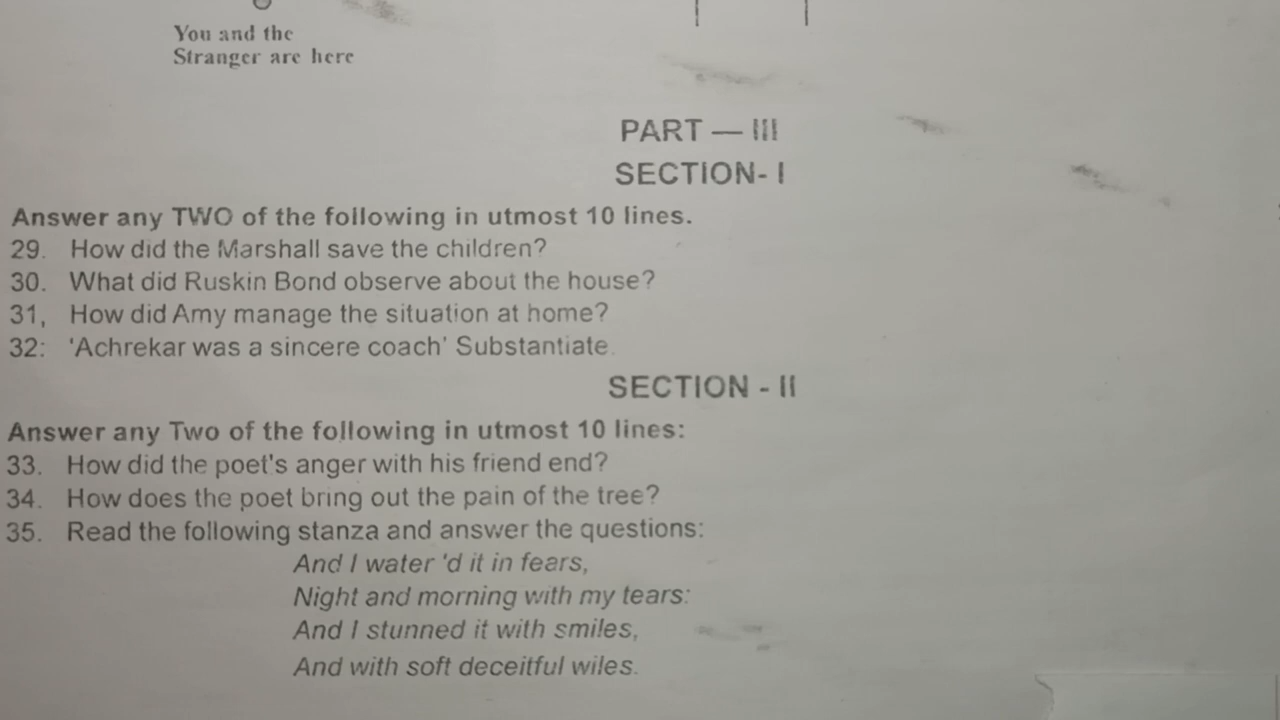 You and the
Stranger are here
PART — III
SECTION- I
Answer any TWO of the following in utmost 10 lines.
29. How did the Marshall save the children?
30. What did Ruskin Bond observe about the house?
31, How did Amy manage the situation at home?
32: 'Achrekar was a sincere coach' Substantiate.
SECTION - II
Answer any Two of the following in utmost 10 lines:
33. How did the poet's anger with his friend end?
34. How does the poet bring out the pain of the tree?
35. Read the following stanza and answer the questions:
And I water 'd it in fears,
Night and morning with my tears:
And I stunned it with smiles,
And with soft deceitful wiles.